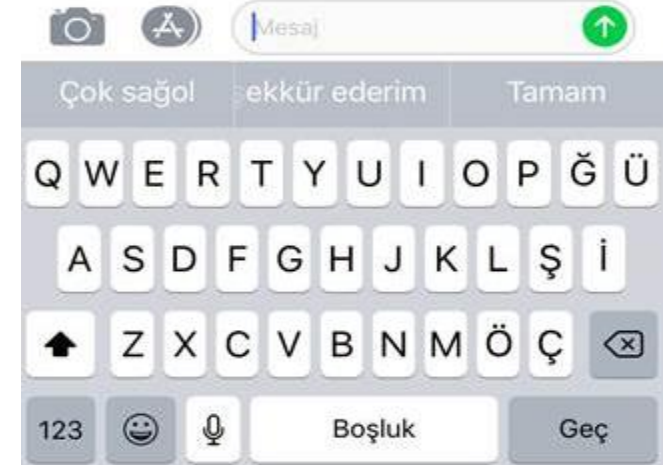 Mesaj
Çok sağol ekkür ederim Tamam
Q W E R T Y U I O P Ğ Ü
A S D F G H J K L Ş İ
Z X C V B N M Ö Ç
123 Boşluk Geç